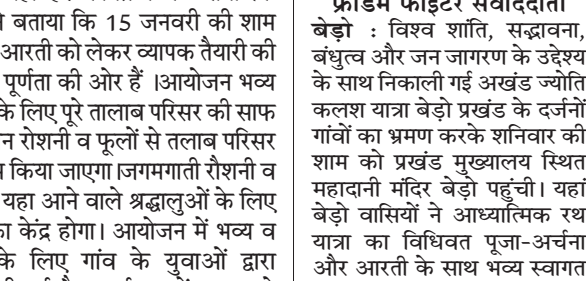 बताया कि 15 जनवरी की शाम
आरती को लेकर व्यापक तैयारी की
पूर्णता की ओर हैं ।आयोजन भव्य
के लिए पूरे तालाब परिसर की साफ
रोशनी व फूलों से तलाब परिसर
किया जाएगा।जगमगाती रौशनी व
यहा आने वाले श्रद्धालुओं के लिए
केंद्र होगा। आयोजन में भव्य व
के लिए गांव के युवाओं द्वारा
फ्रीडम फाइटर संवाददाता
बेड़ो : विश्व शांति, सद्भावना,
बंधुत्व और जन जागरण के उद्देश्य
के साथ निकाली गई अखंड ज्योति
कलश यात्रा बेड़ो प्रखंड के दर्जनों
गांवों का भ्रमण करके शनिवार की
शाम को प्रखंड मुख्यालय स्थित
महादानी मंदिर बेड़ो पहुंची। यहां
बेड़ो वासियों ने आध्यात्मिक रथ
यात्रा का विधिवत पूजा-अर्चना
और आरती के साथ भव्य स्वागत